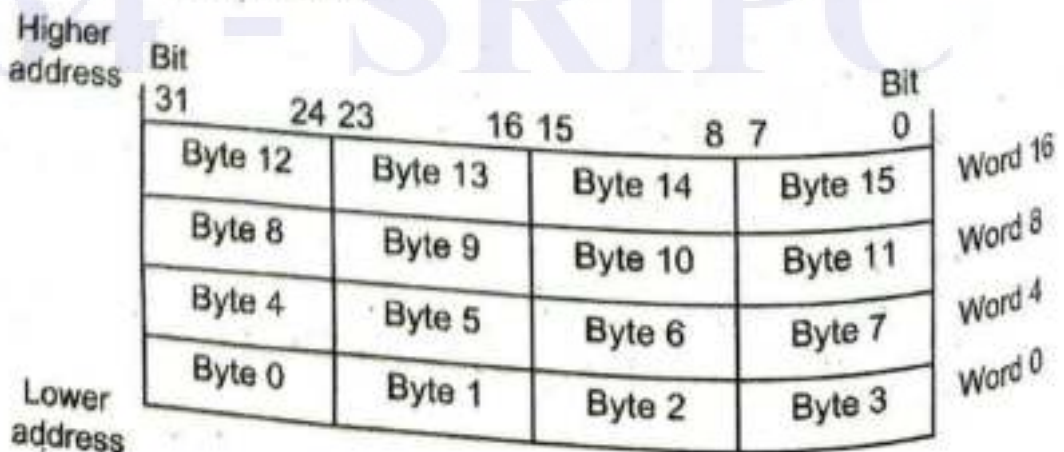 4 - SRIPC
Higher
address
Bit Bit
31 24 23 16 15 8 7 0
Byte 12 Byte 13 Byte 14 Byte 15 Word 16
Byte 8 Byte 9 Byte 10 Byte 11 Word 8
Byte 4 Byte 5 Byte 6 Byte 7 Word 4
Byte 0 Byte 1 Byte 2 Byte 3 Word 0
Lower
address